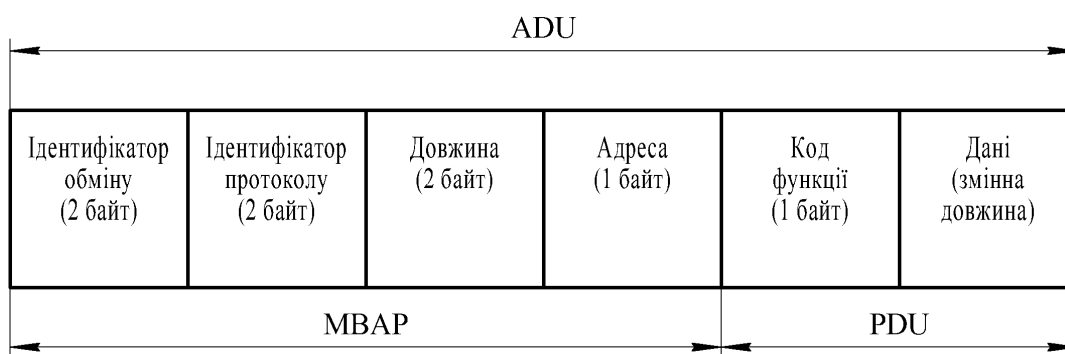 ADU
Ідентифікатор
обміну
(2 байт)
Ідентифікатор
протоколу
(2 байт)
Довжина
(2 байт)
Адреса
(1 байт)
Код
функції
(1 байт)
Дані
(змінна
довжина)
MBAP
PDU